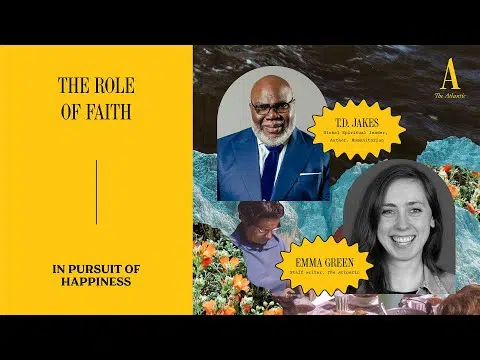 THE ROLE
OF FAITH
IN PURSUIT OF
HAPPINESS
T.D. JAKES
Global Spiritual leader,
Author, Humanitarian
EMMA GREEN
Staff writer, The Atlantic
A
The Atlantic